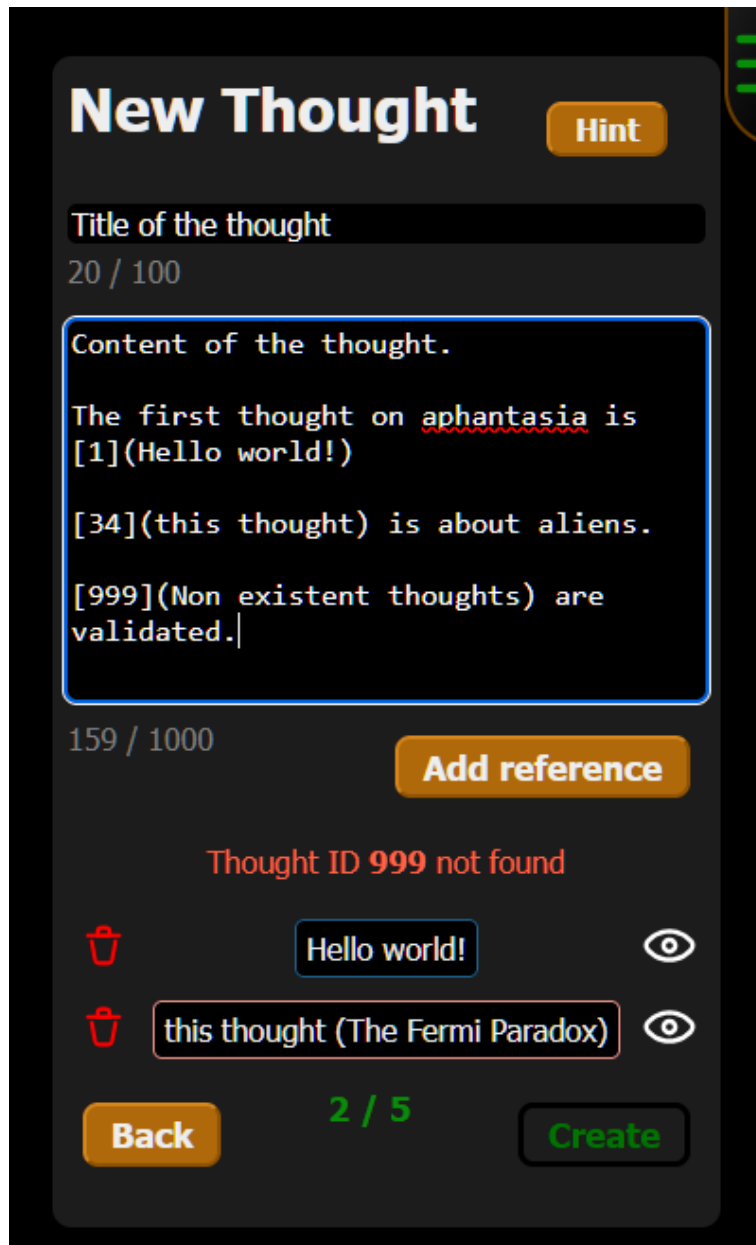 New Thought
Hint
Title of the thought
20 / 100
Content of the thought.
The first thought on aphantasia is
[1](Hello world!)
[34](this thought) is about aliens.
[999](Non existent thoughts) are
validated.
159 / 1000
Add reference
Thought ID 999 not found
Hello world!
this thought (The Fermi Paradox)
2 / 5
Back
Create